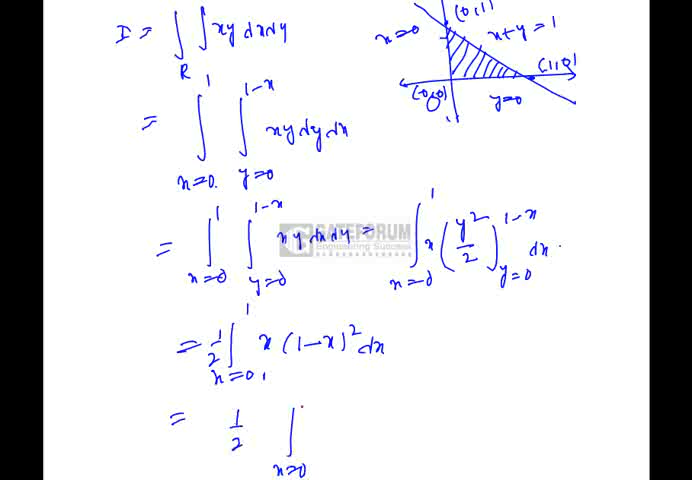 I = ∫∫_R xy dx dy
(0,1)
x=0
x+y=1
(1,0)
(0,0)
y=0
= ∫_{x=0}^{1} ∫_{y=0}^{1-x} xy dy dx
= ∫_{x=0}^{1} ∫_{y=0}^{1-x} xy dx dy = ∫_{x=0}^{1} x (y²/2)_{y=0}^{1-x} dx.
GATEFORUM
Engineering Success
= 1/2 ∫_{x=0}^{1} x (1-x)² dx
= 1/2 ∫_{x=0}